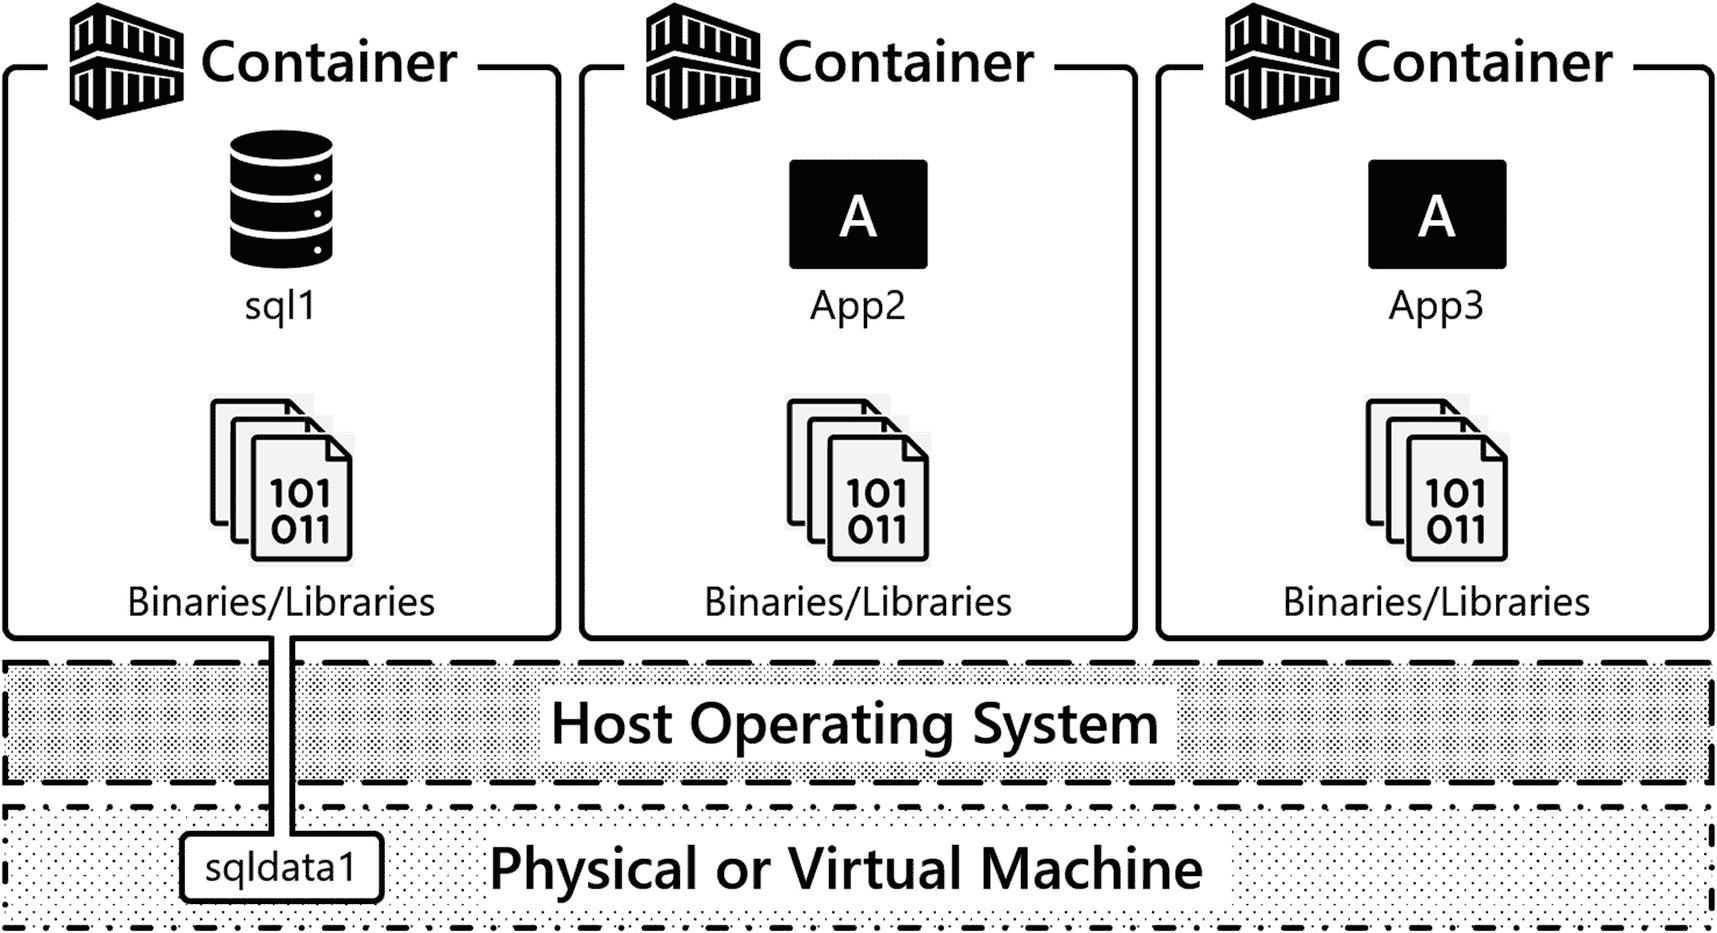 Container
Container
Container
A
A
sql1
App2
App3
101
011
101
011
101
011
Binaries/Libraries
Binaries/Libraries
Binaries/Libraries
Host Operating System
sqldata1
Physical or Virtual Machine